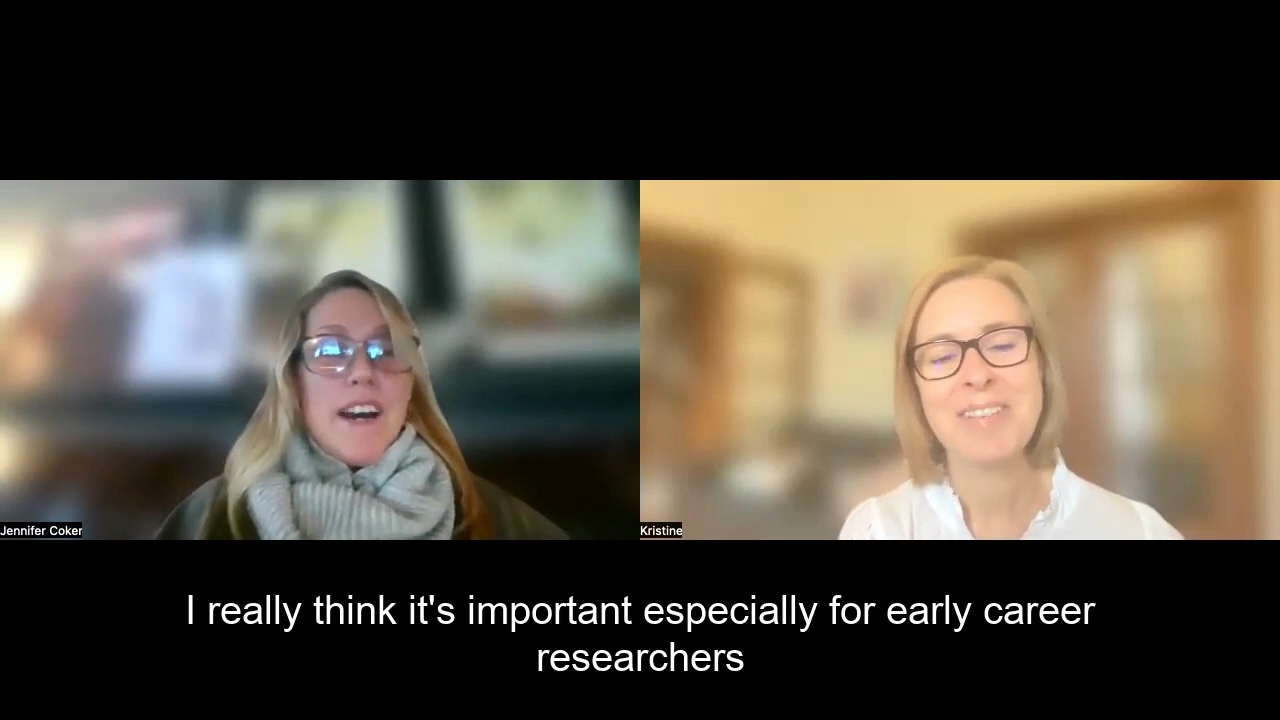 Jennifer Coker
Kristine
I really think it's important especially for early career
researchers